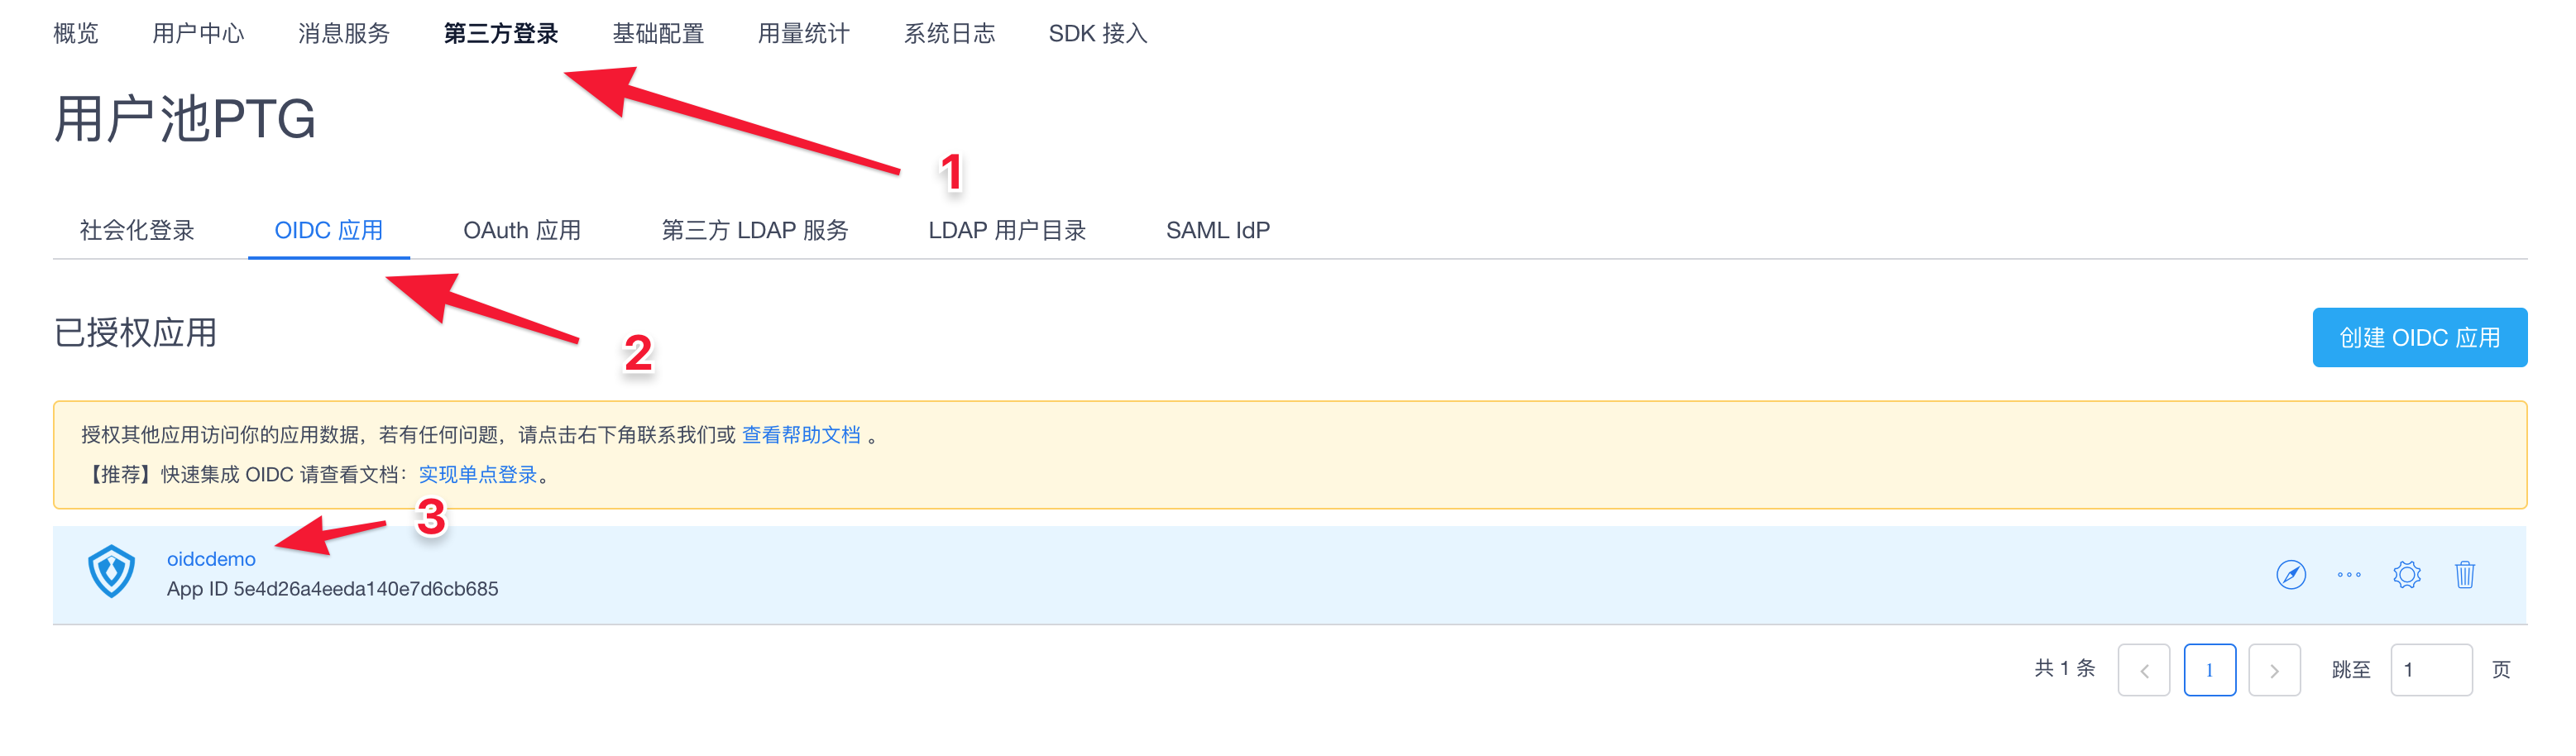 概览 用户中心 消息服务 第三方登录 基础配置 用量统计 系统日志 SDK 接入
用户池PTG
1
社会化登录 OIDC 应用 OAuth 应用 第三方 LDAP 服务 LDAP 用户目录 SAML IdP
2
已授权应用
创建 OIDC 应用
授权其他应用访问你的应用数据，若有任何问题，请点击右下角联系我们或 查看帮助文档 。
【推荐】快速集成 OIDC 请查看文档：实现单点登录。
3
oidcdemo
App ID 5e4d26a4eeda140e7d6cb685
共 1 条 1 跳至 1 页